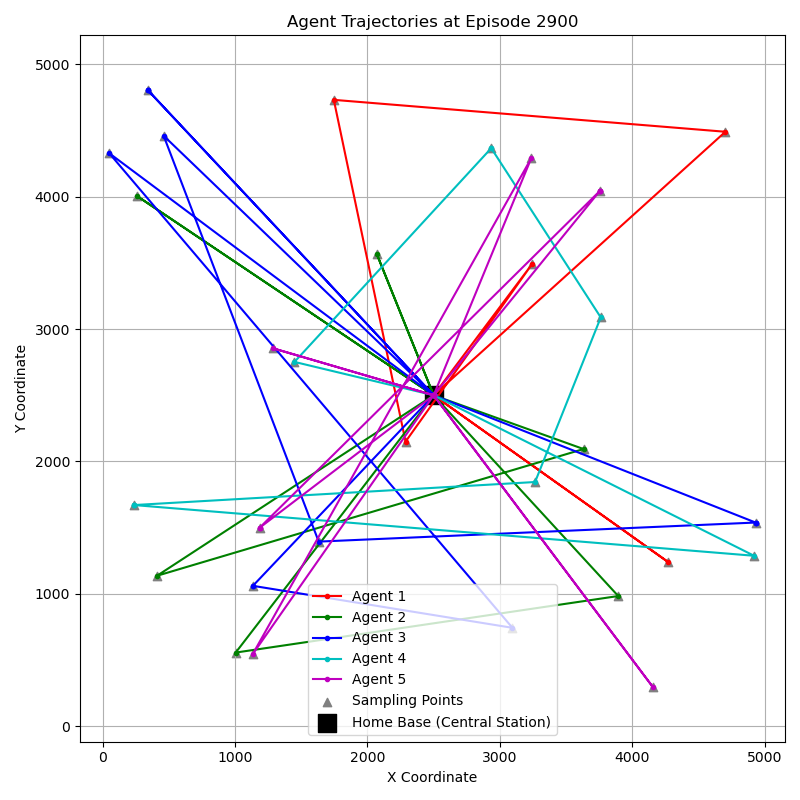 Agent Trajectories at Episode 2900
Y Coordinate
5000
4000
3000
2000
1000
0
Agent 1
Agent 2
Agent 3
Agent 4
Agent 5
Sampling Points
Home Base (Central Station)
0 1000 2000 3000 4000 5000
X Coordinate